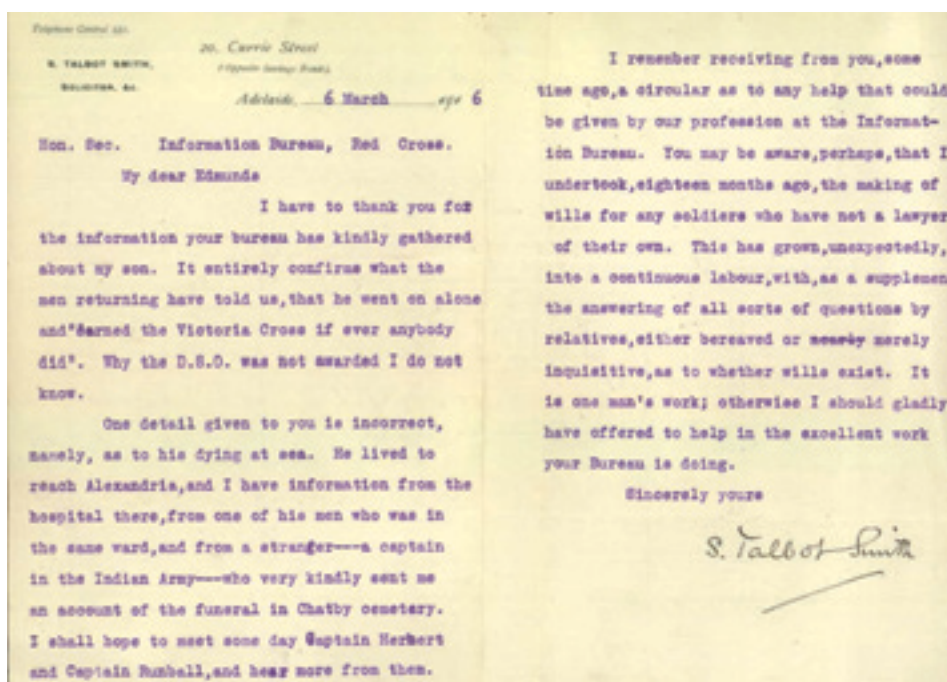 Telephone Central
S. TALBOT SMITH,
SOLICITOR, &c.
20, Currie Street
(Opposite Savings Bank),
Adelaide, 6 March 191 6
Hon. Sec. Information Bureau, Red Cross.
My dear Edmunds
I have to thank you for
the information your bureau has kindly gathered
about my son. It entirely confirms what the
men returning have told us,that he went on alone
and"earned the Victoria Cross if ever anybody
did". Why the D.S.O. was not awarded I do not
know.
One detail given to you is incorrect,
namely, as to his dying at sea. He lived to
reach Alexandria,and I have information from the
hospital there,from one of his men who was in
the same ward,and from a stranger---a captain
in the Indian Army---who very kindly sent me
an account of the funeral in Chatby cemetery.
I shall hope to meet some day Captain Herbert
and Captain Rumball,and hear more from them.
I remember receiving from you,some
time ago,a circular as to any help that could
be given by our profession at the Informat-
ion Bureau. You may be aware,perhaps,that I
undertook,eighteen months ago,the making of
wills for any soldiers who have not a lawyer
of their own. This has grown,unexpectedly,
into a continuous labour,with,as a supplemen
the answering of all sorts of questions by
relatives,either bereaved or merely
inquisitive,as to whether wills exist. It
is one man's work; otherwise I should gladly
have offered to help in the excellent work
your Bureau is doing.
Sincerely yours
S. Talbot Smith